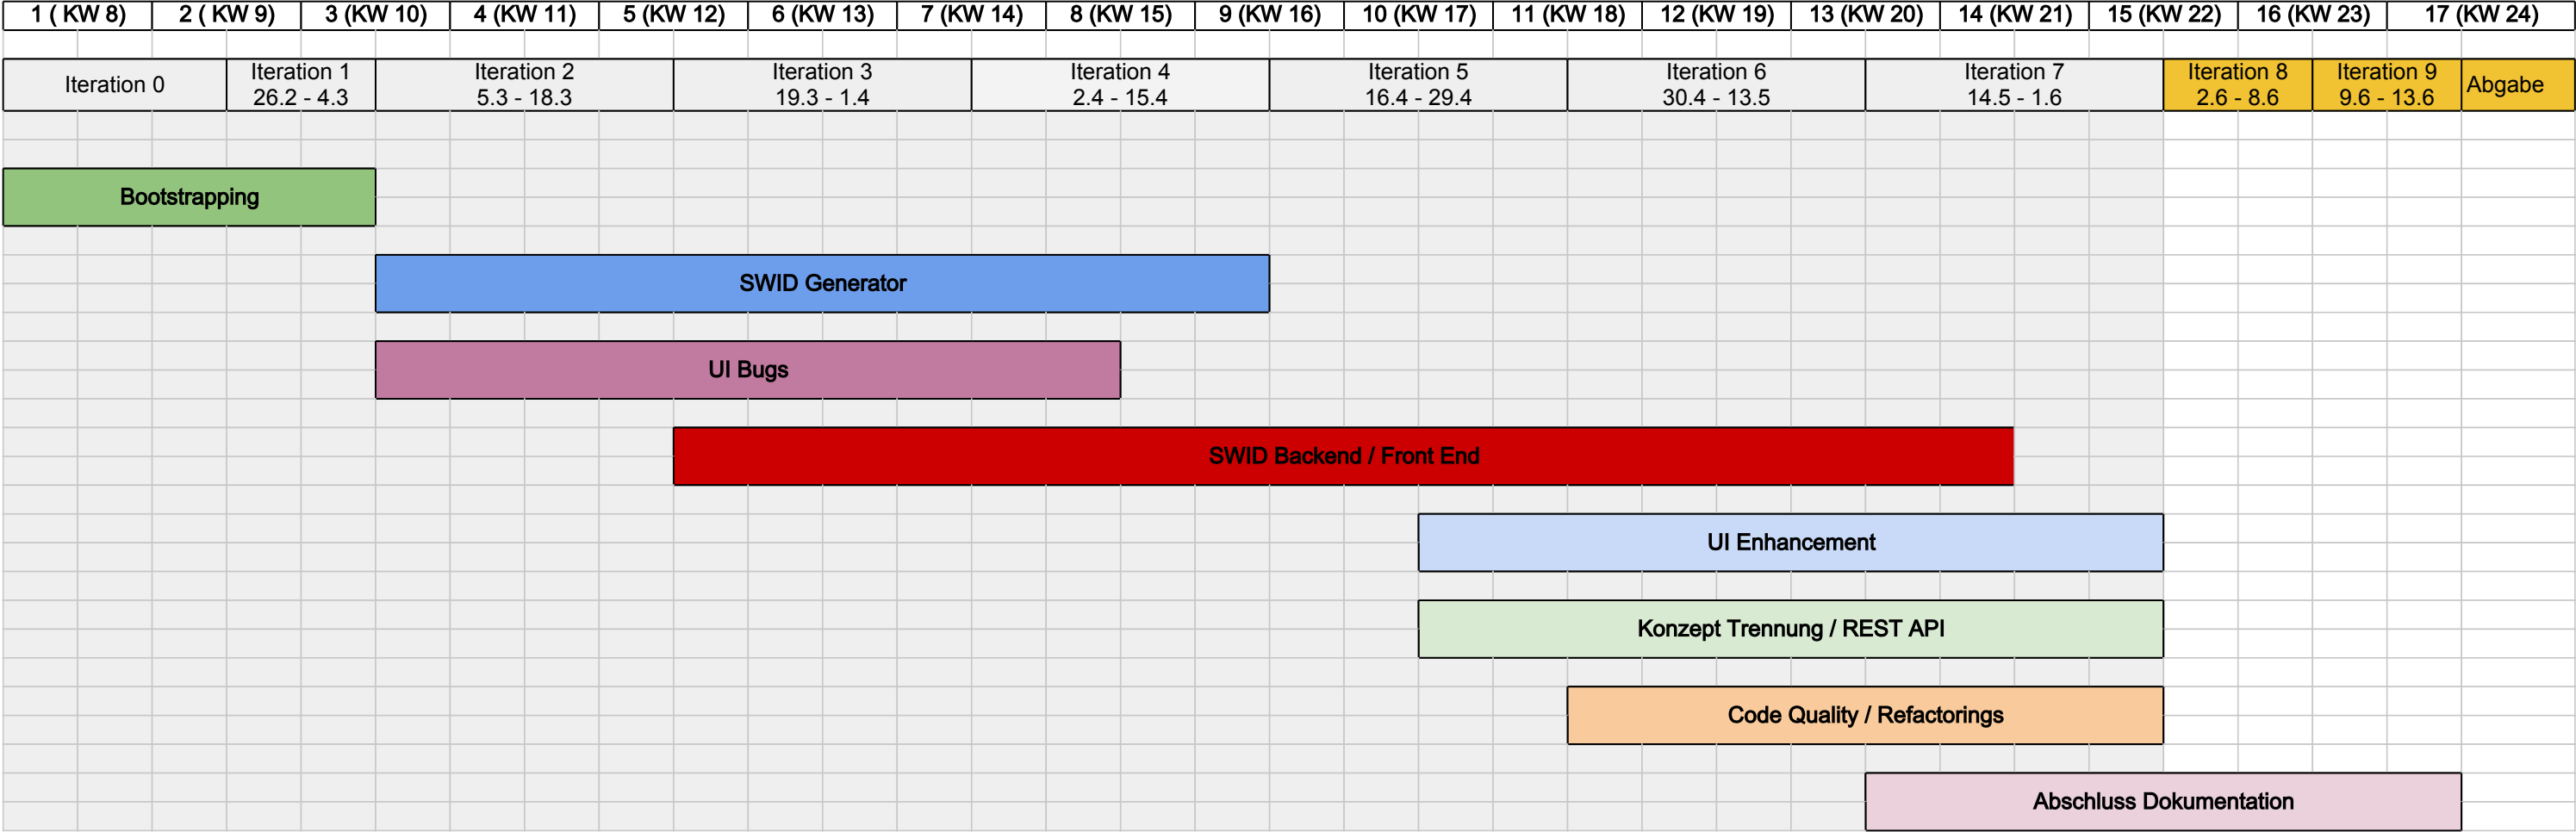 1 ( KW 8) 2 ( KW 9) 3 (KW 10) 4 (KW 11) 5 (KW 12) 6 (KW 13) 7 (KW 14) 8 (KW 15) 9 (KW 16) 10 (KW 17) 11 (KW 18) 12 (KW 19) 13 (KW 20) 14 (KW 21) 15 (KW 22) 16 (KW 23) 17 (KW 24)
Iteration 0
Iteration 1
26.2 - 4.3
Iteration 2
5.3 - 18.3
Iteration 3
19.3 - 1.4
Iteration 4
2.4 - 15.4
Iteration 5
16.4 - 29.4
Iteration 6
30.4 - 13.5
Iteration 7
14.5 - 1.6
Iteration 8
2.6 - 8.6
Iteration 9
9.6 - 13.6
Abgabe
Bootstrapping
SWID Generator
UI Bugs
SWID Backend / Front End
UI Enhancement
Konzept Trennung / REST API
Code Quality / Refactorings
Abschluss Dokumentation